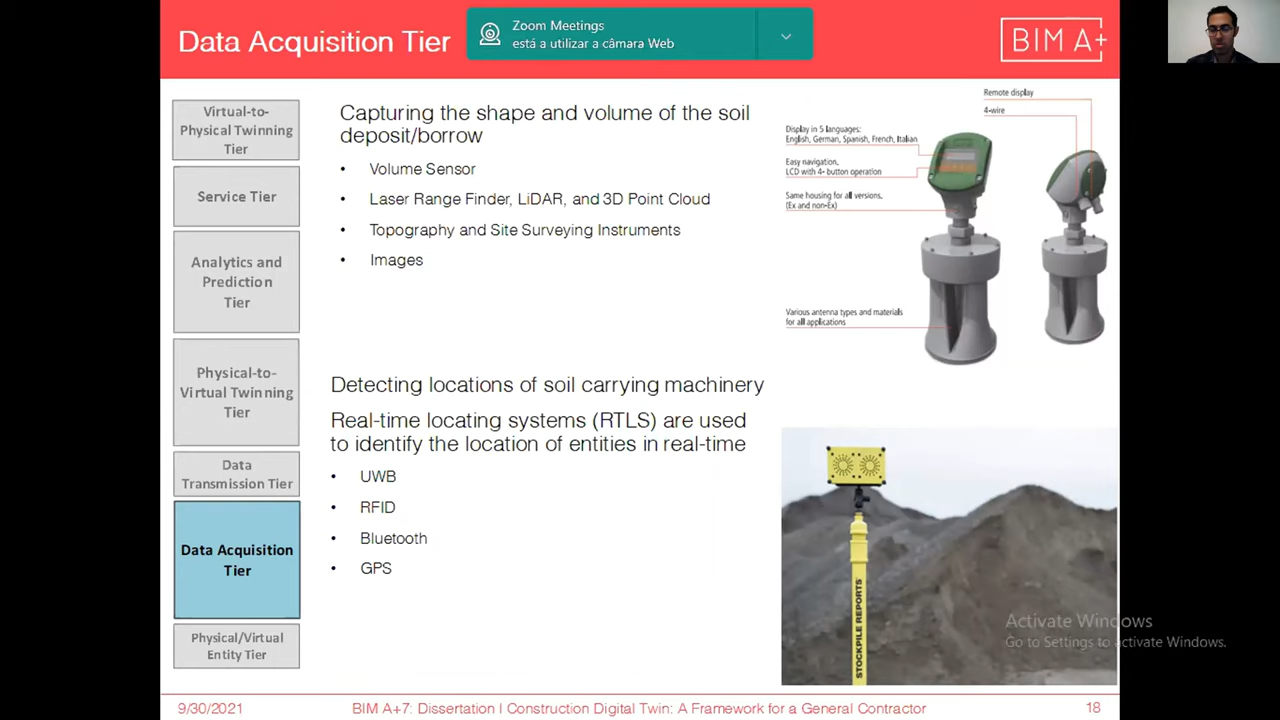 Data Acquisition Tier
Zoom Meetings
está a utilizar a câmara Web
BIM A+
Virtual-to-
Physical Twinning
Tier
Service Tier
Analytics and
Prediction
Tier
Physical-to-
Virtual Twinning
Tier
Data
Transmission Tier
Data Acquisition
Tier
Physical/Virtual
Entity Tier
Capturing the shape and volume of the soil
deposit/borrow
• Volume Sensor
• Laser Range Finder, LiDAR, and 3D Point Cloud
• Topography and Site Surveying Instruments
• Images
Detecting locations of soil carrying machinery
Real-time locating systems (RTLS) are used
to identify the location of entities in real-time
• UWB
• RFID
• Bluetooth
• GPS
Remote display
4-wire
Display in 5 languages:
English, German, Spanish, French, Italian
Easy navigation,
LCD with 4- button operation
Same housing for all versions,
(Ex and non-Ex)
Various antenna types and materials
for all applications
STOCKPILE REPORTS
Activate Windows
Go to Settings to activate Windows.
9/30/2021
BIM A+7: Dissertation I Construction Digital Twin: A Framework for a General Contractor
18